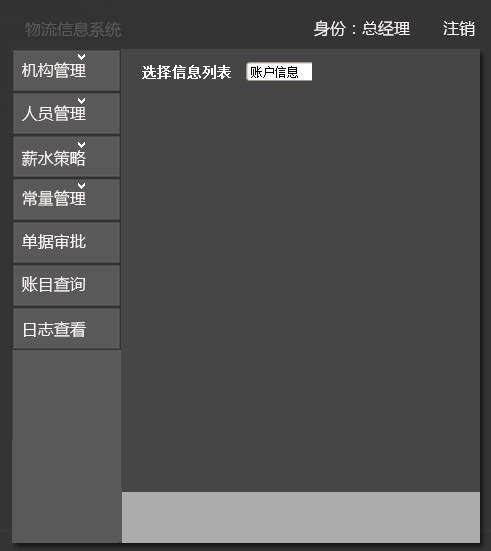 物流信息系统 身份：总经理 注销
机构管理
选择信息列表 账户信息
人员管理
薪水策略
常量管理
单据审批
账目查询
日志查看